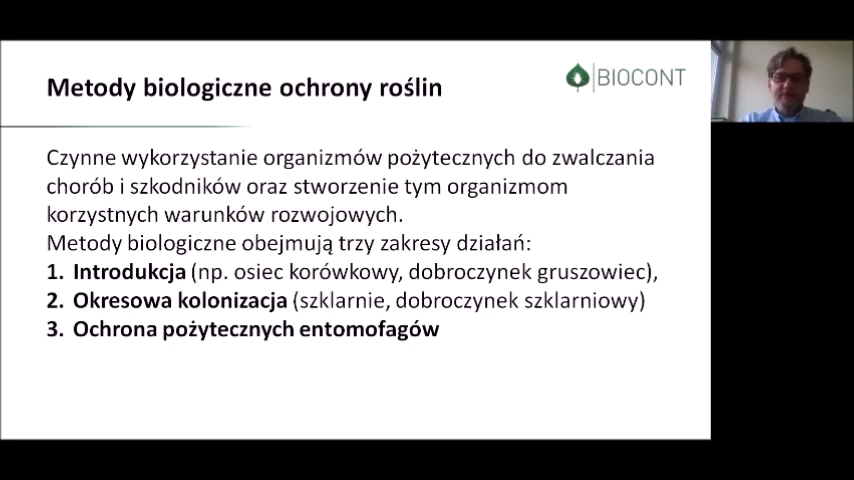 Metody biologiczne ochrony roślin
BIOCONT
Czynne wykorzystanie organizmów pożytecznych do zwalczania
chorób i szkodników oraz stworzenie tym organizmom
korzystnych warunków rozwojowych.
Metody biologiczne obejmują trzy zakresy działań:
1. Introdukcja (np. osiec korówkowy, dobroczynek gruszowiec),
2. Okresowa kolonizacja (szklarnie, dobroczynek szklarniowy)
3. Ochrona pożytecznych entomofagów